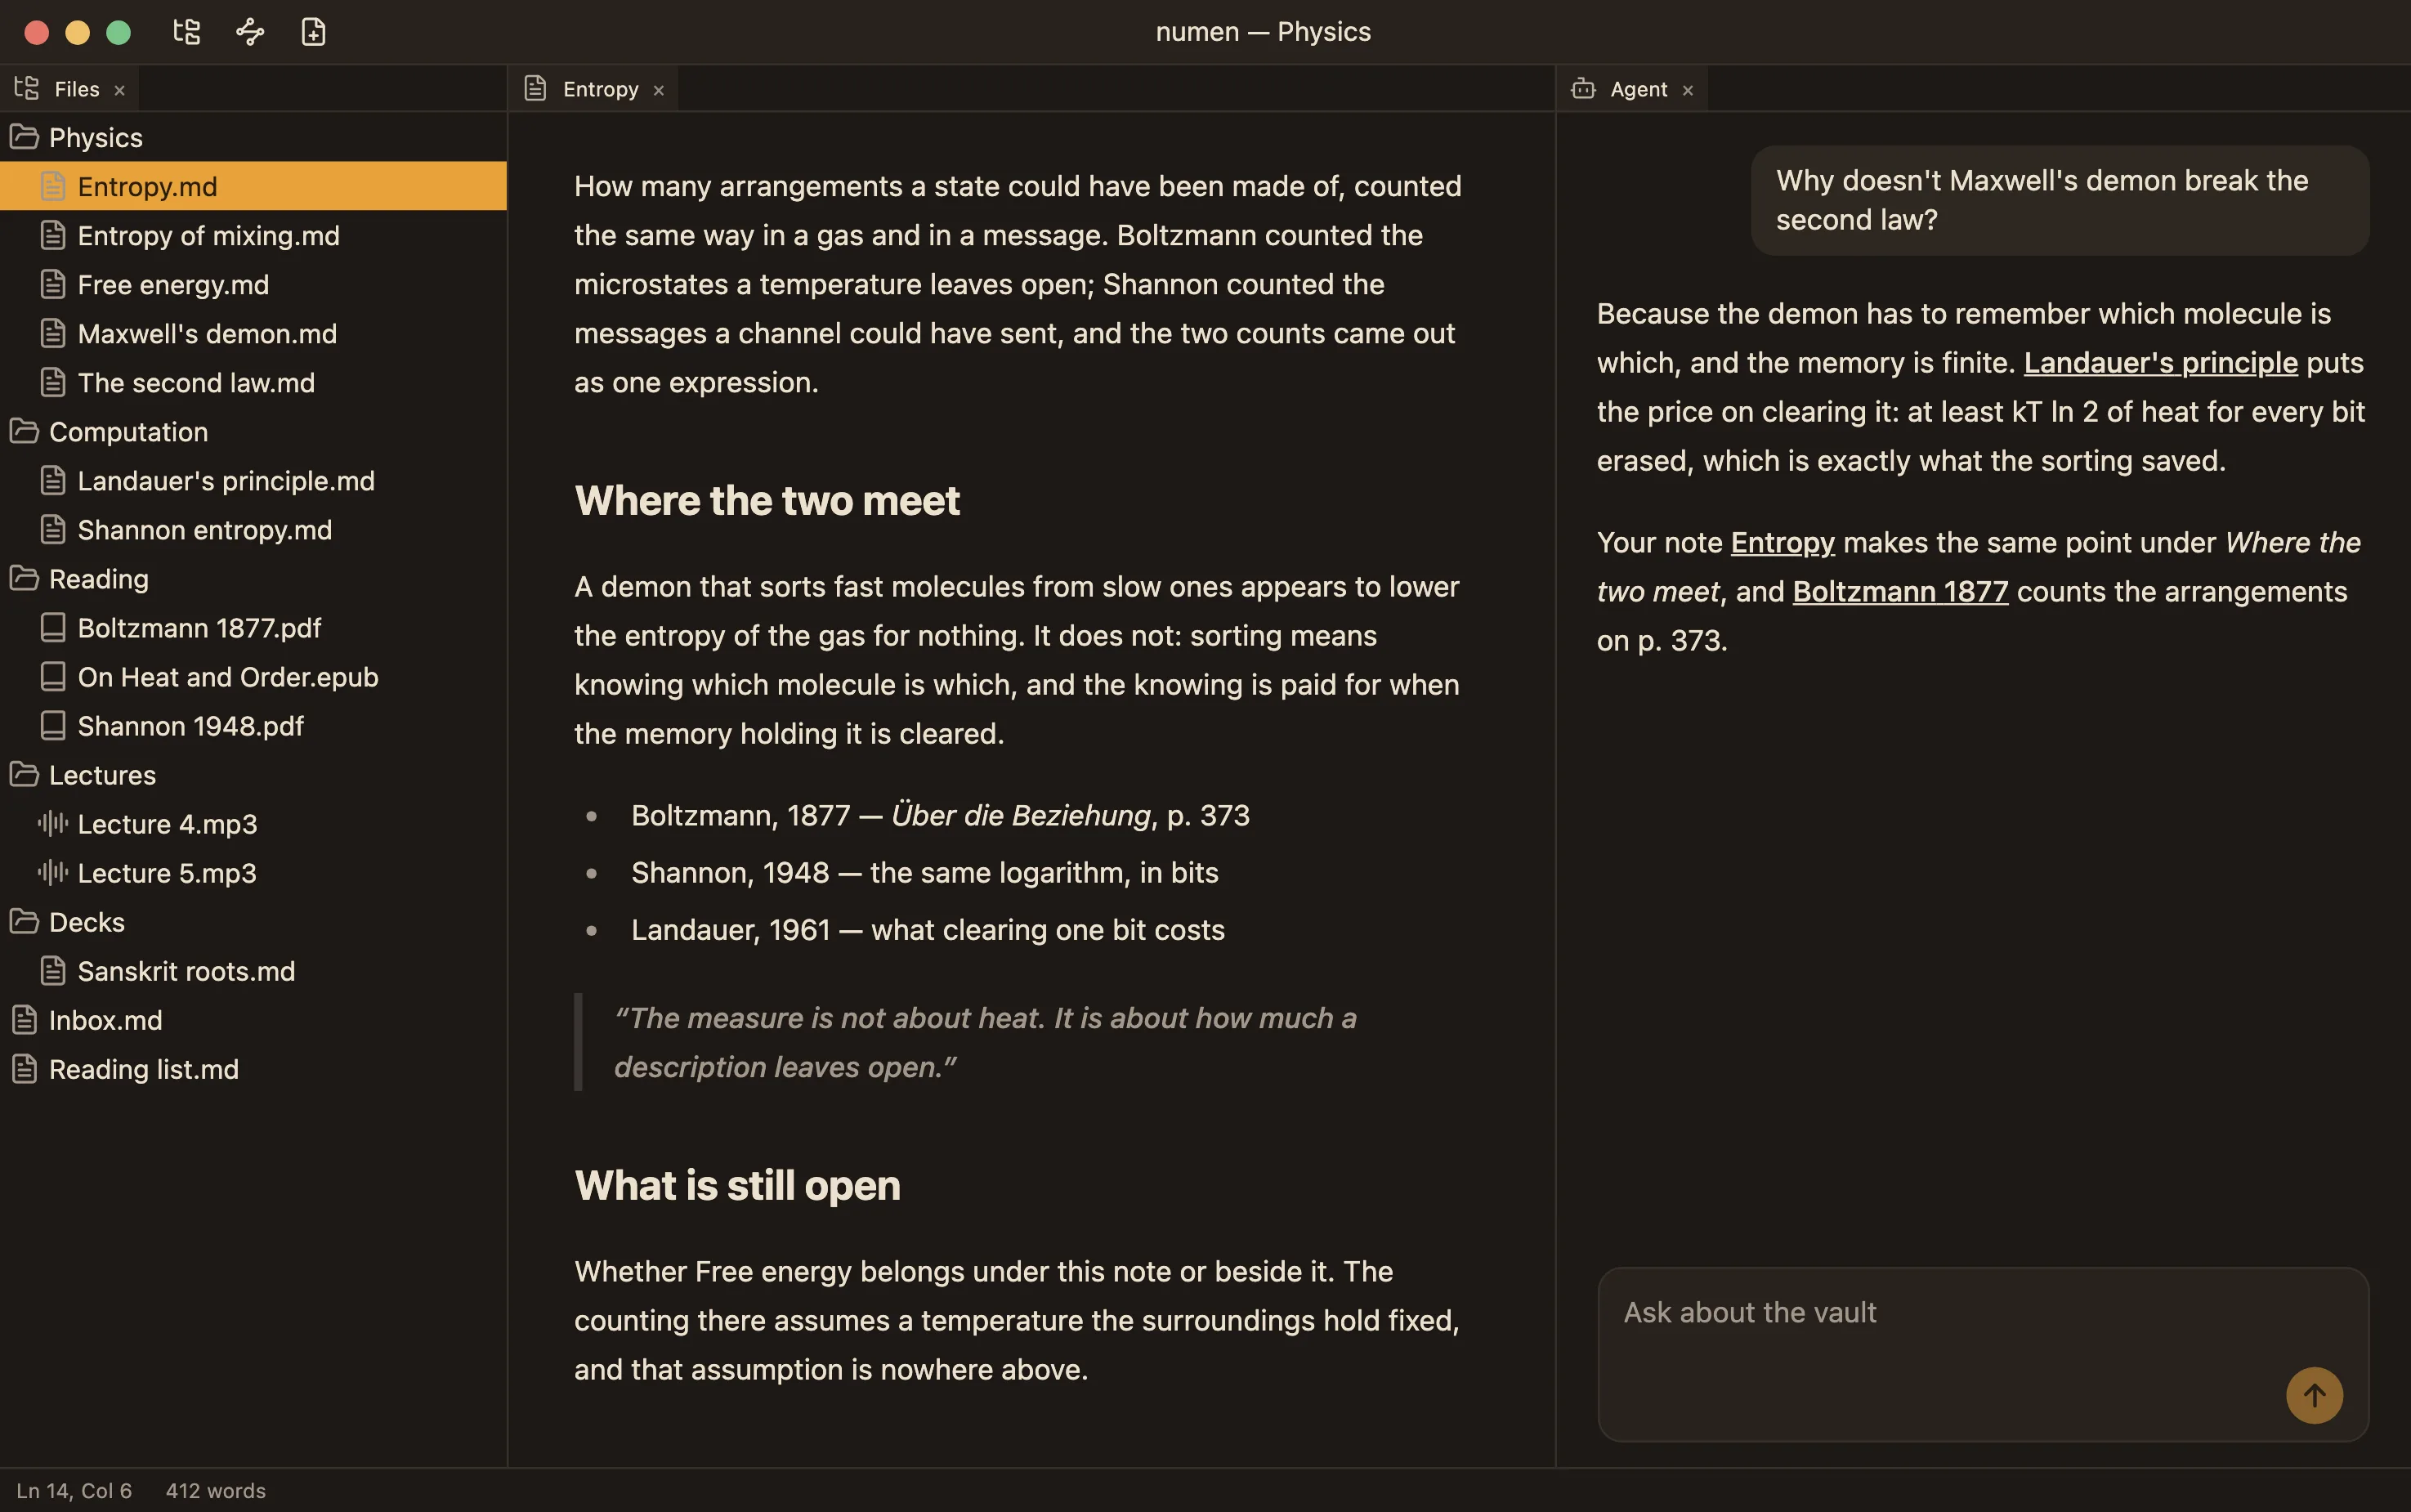 numen — Physics
Files ×
Entropy ×
Agent ×
Physics
Entropy.md
Entropy of mixing.md
Free energy.md
Maxwell's demon.md
The second law.md
Computation
Landauer's principle.md
Shannon entropy.md
Reading
Boltzmann 1877.pdf
On Heat and Order.epub
Shannon 1948.pdf
Lectures
Lecture 4.mp3
Lecture 5.mp3
Decks
Sanskrit roots.md
Inbox.md
Reading list.md
How many arrangements a state could have been made of, counted
the same way in a gas and in a message. Boltzmann counted the
microstates a temperature leaves open; Shannon counted the
messages a channel could have sent, and the two counts came out
as one expression.
Where the two meet
A demon that sorts fast molecules from slow ones appears to lower
the entropy of the gas for nothing. It does not: sorting means
knowing which molecule is which, and the knowing is paid for when
the memory holding it is cleared.
• Boltzmann, 1877 — Über die Beziehung, p. 373
• Shannon, 1948 — the same logarithm, in bits
• Landauer, 1961 — what clearing one bit costs
“The measure is not about heat. It is about how much a
description leaves open.”
What is still open
Whether Free energy belongs under this note or beside it. The
counting there assumes a temperature the surroundings hold fixed,
and that assumption is nowhere above.
Why doesn't Maxwell's demon break the
second law?
Because the demon has to remember which molecule is
which, and the memory is finite. Landauer's principle puts
the price on clearing it: at least kT ln 2 of heat for every bit
erased, which is exactly what the sorting saved.
Your note Entropy makes the same point under Where the
two meet, and Boltzmann 1877 counts the arrangements
on p. 373.
Ask about the vault
Ln 14, Col 6 412 words